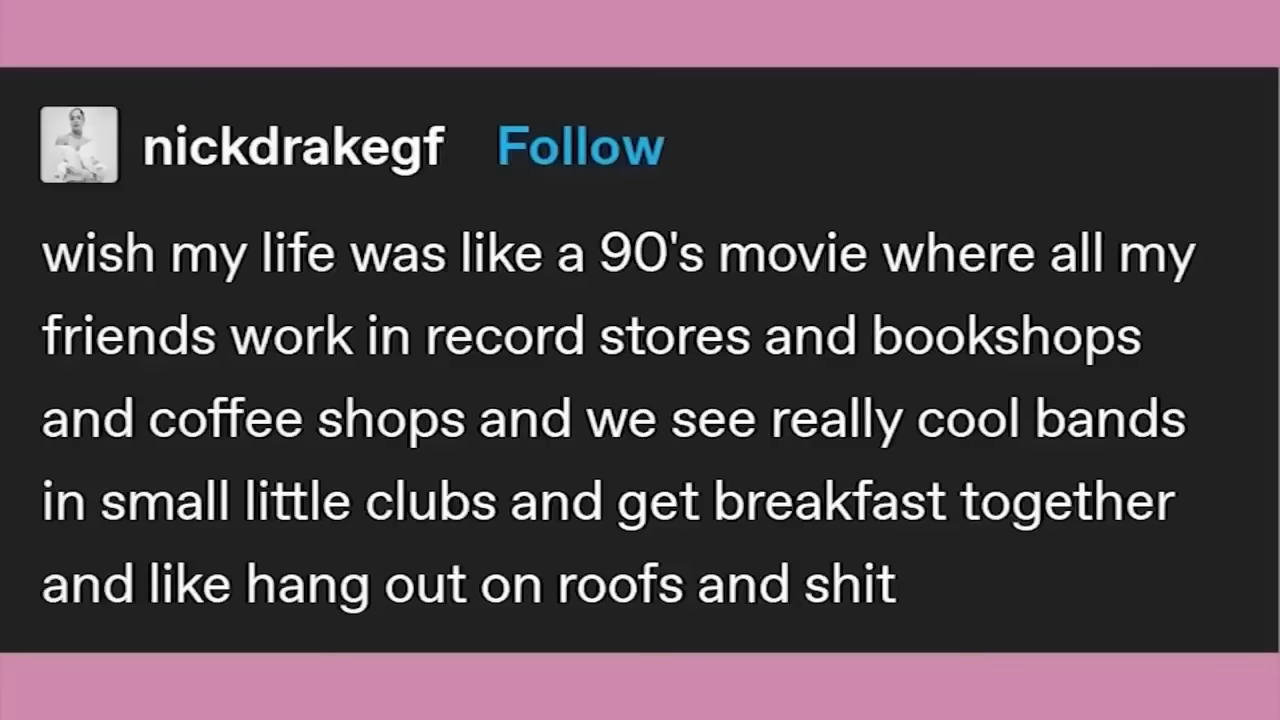 nickdrakegf Follow
wish my life was like a 90's movie where all my
friends work in record stores and bookshops
and coffee shops and we see really cool bands
in small little clubs and get breakfast together
and like hang out on roofs and shit